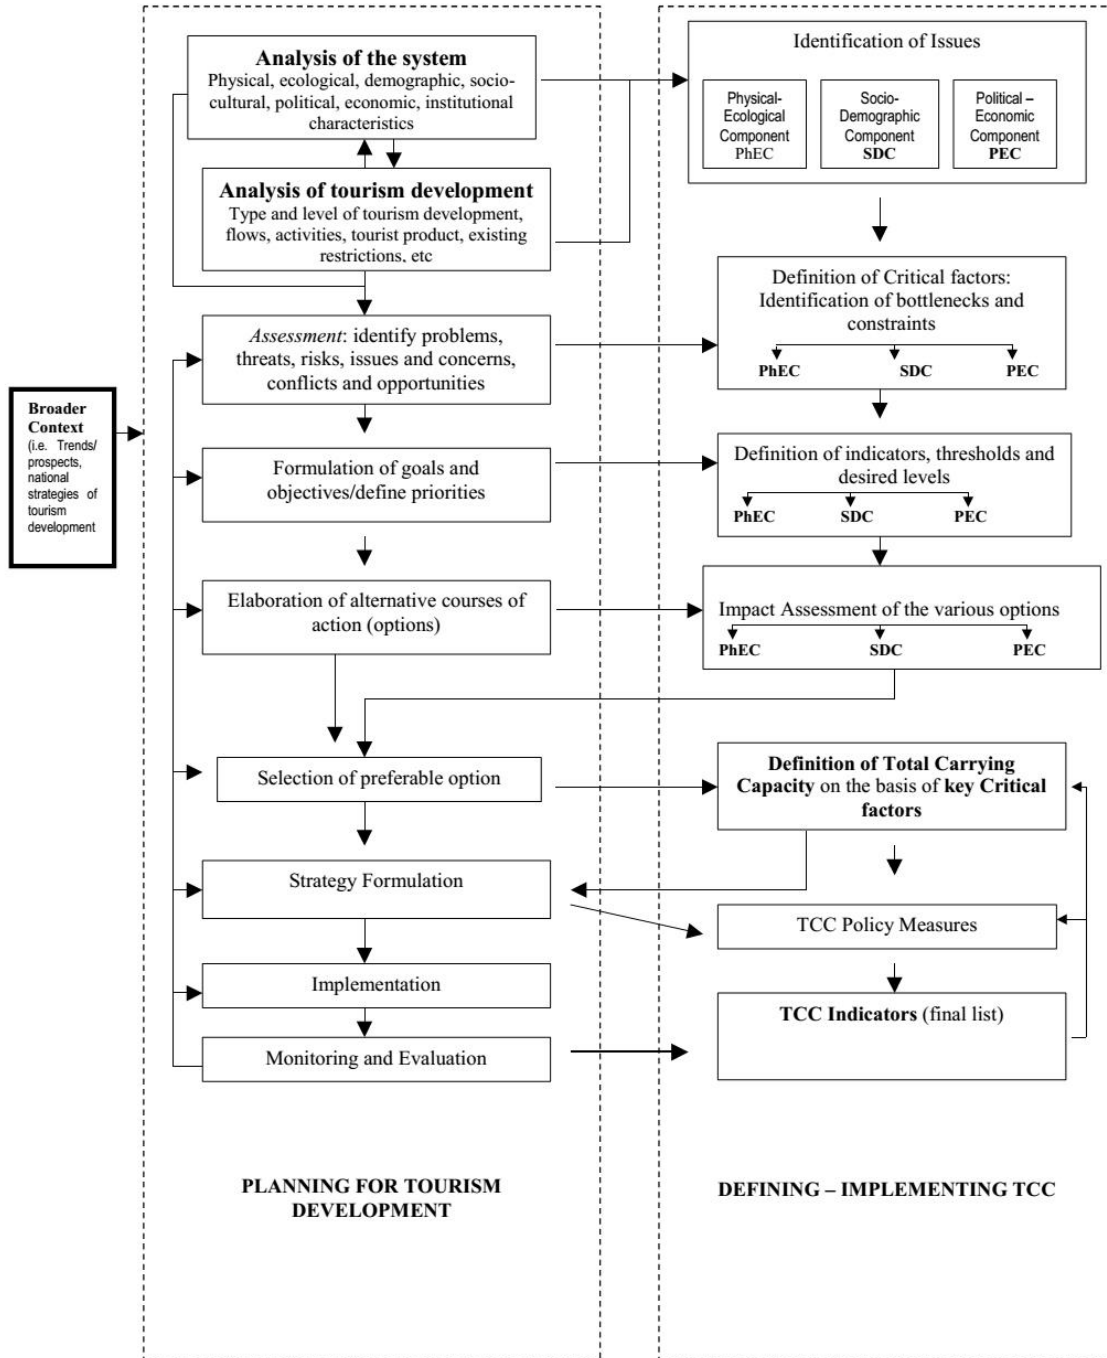 Analysis of the system
Physical, ecological, demographic, socio-
cultural, political, economic, institutional
characteristics
Analysis of tourism development
Type and level of tourism development,
flows, activities, tourist product, existing
restrictions, etc
Assessment: identify problems,
threats, risks, issues and concerns,
conflicts and opportunities
Broader
Context
(i.e. Trends/
prospects,
national
strategies of
tourism
development
Formulation of goals and
objectives/define priorities
Elaboration of alternative courses of
action (options)
Selection of preferable option
Strategy Formulation
Implementation
Monitoring and Evaluation
PLANNING FOR TOURISM
DEVELOPMENT
Identification of Issues
Physical-
Ecological
Component
PhEC
Socio-
Demographic
Component
SDC
Political –
Economic
Component
PEC
Definition of Critical factors:
Identification of bottlenecks and
constraints
PhEC SDC PEC
Definition of indicators, thresholds and
desired levels
PhEC SDC PEC
Impact Assessment of the various options
PhEC SDC PEC
Definition of Total Carrying
Capacity on the basis of key Critical
factors
TCC Policy Measures
TCC Indicators (final list)
DEFINING – IMPLEMENTING TCC